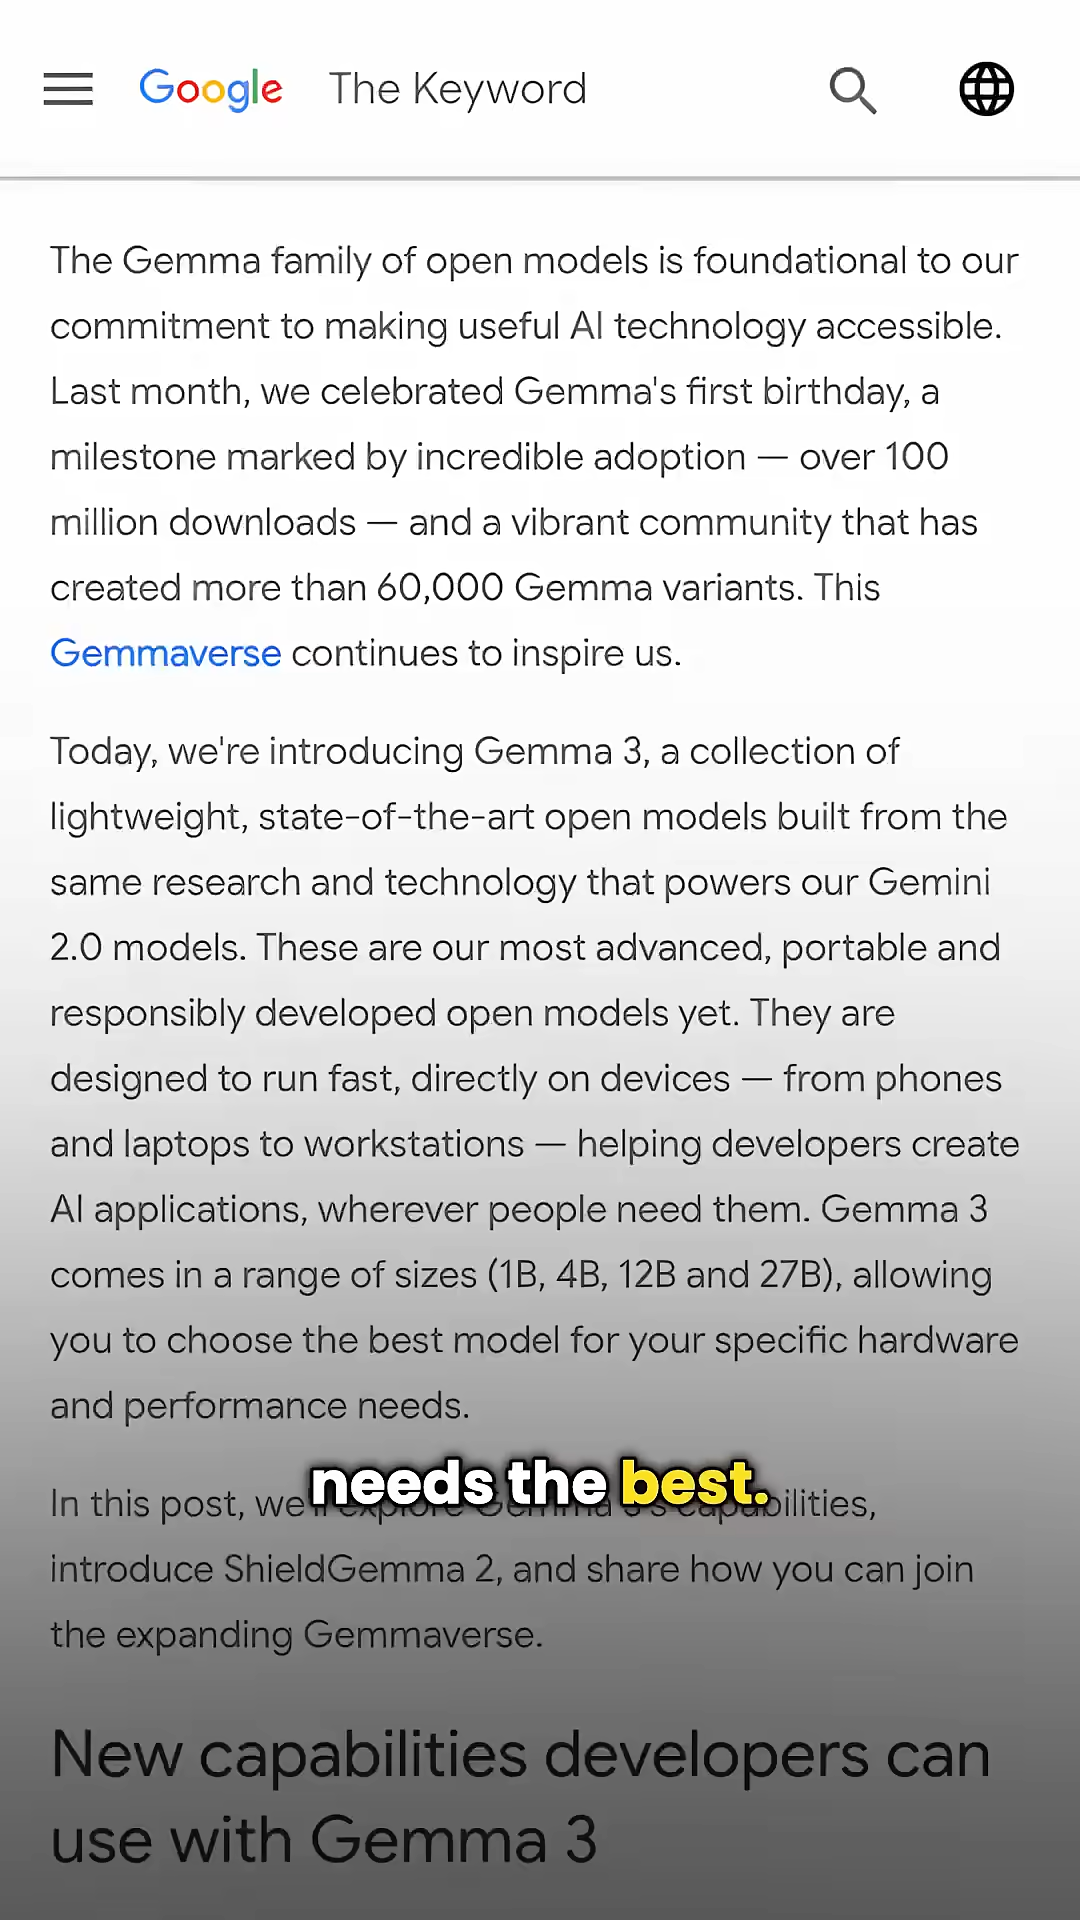 Google The Keyword
The Gemma family of open models is foundational to our
commitment to making useful AI technology accessible.
Last month, we celebrated Gemma's first birthday, a
milestone marked by incredible adoption — over 100
million downloads — and a vibrant community that has
created more than 60,000 Gemma variants. This
Gemmaverse continues to inspire us.
Today, we're introducing Gemma 3, a collection of
lightweight, state-of-the-art open models built from the
same research and technology that powers our Gemini
2.0 models. These are our most advanced, portable and
responsibly developed open models yet. They are
designed to run fast, directly on devices — from phones
and laptops to workstations — helping developers create
AI applications, wherever people need them. Gemma 3
comes in a range of sizes (1B, 4B, 12B and 27B), allowing
you to choose the best model for your specific hardware
and performance needs.
needs the best.
In this post, we'll explore Gemma 3's capabilities,
introduce ShieldGemma 2, and share how you can join
the expanding Gemmaverse.
New capabilities developers can
use with Gemma 3